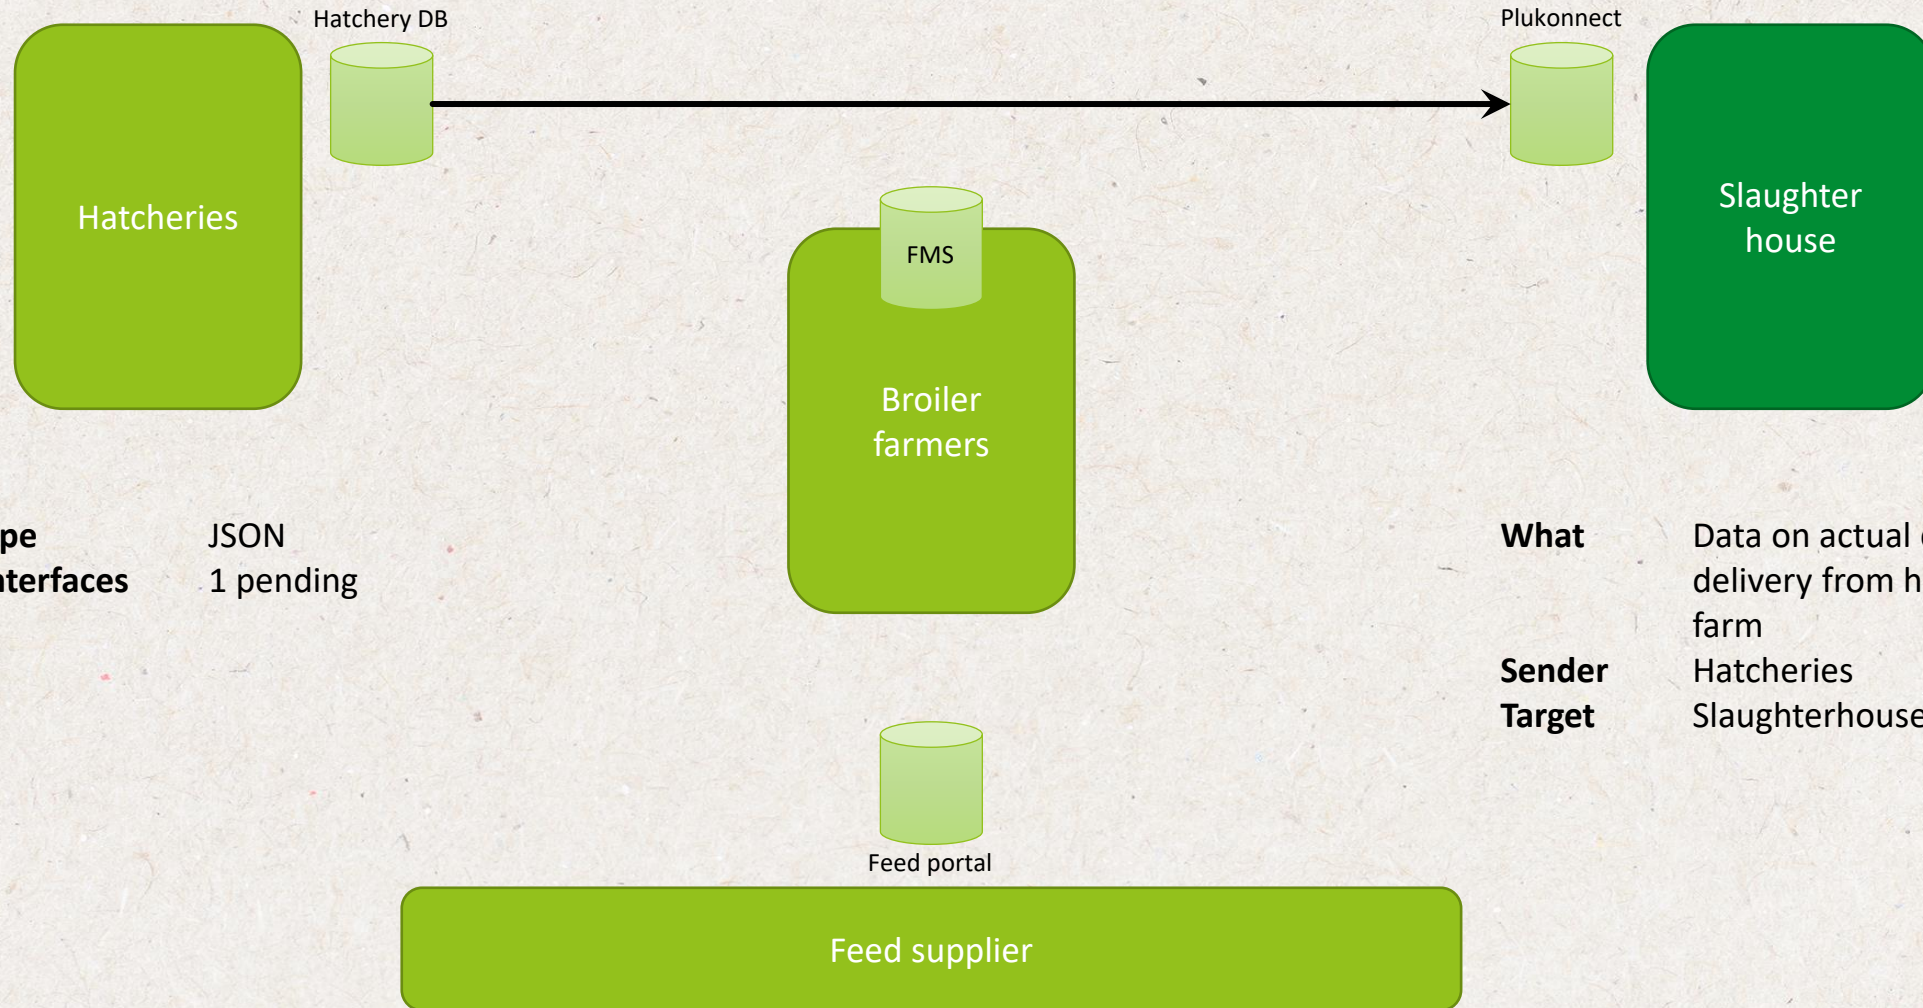 Hatchery DB
Plukonnect
Hatcheries
Slaughter
house
FMS
Broiler
farmers
pe JSON
nterfaces 1 pending
What Data on actual
delivery from h
farm
Sender Hatcheries
Target Slaughterhouse
Feed portal
Feed supplier